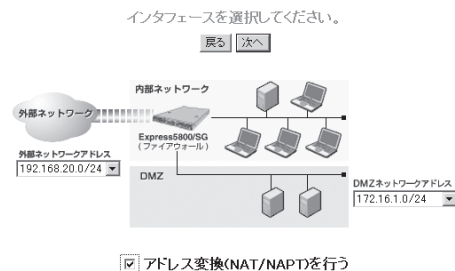 インタフェースを選択してください。
戻る 次へ
内部ネットワーク
外部ネットワーク
Express5800/SG
(ファイアウォール)
外部ネットワークアドレス
192.168.20.0/24
DMZ
DMZネットワークアドレス
172.16.1.0/24
アドレス変換(NAT/NAPT)を行う